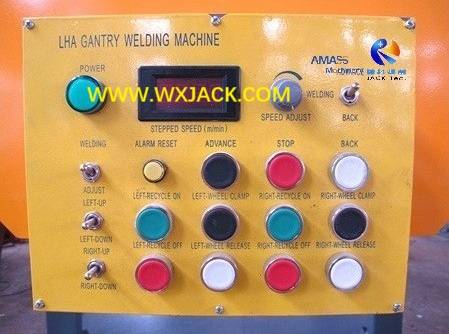 LHA GANTRY WELDING MACHINE
AMASS
Machinery
POWER
WELDING
WWW.WXJACK.COM
SPEED ADJUST
BACK
STEPPED SPEED (m/min)
WELDING
ALARM RESET
ADVANCE
STOP
BACK
ADJUST
LEFT-RECYCLE ON
LEFT-WHEEL CLAMP
RIGHT-RECYCLE ON
RIGHT-WHEEL CLAMP
LEFT-UP
LEFT-DOWN
LEFT-RECYCLE OFF
LEFT-WHEEL RELEASE
RIGHT-RECYCLE OFF
RIGHT-WHEEL RELEASE
RIGHT-UP
RIGHT-DOWN